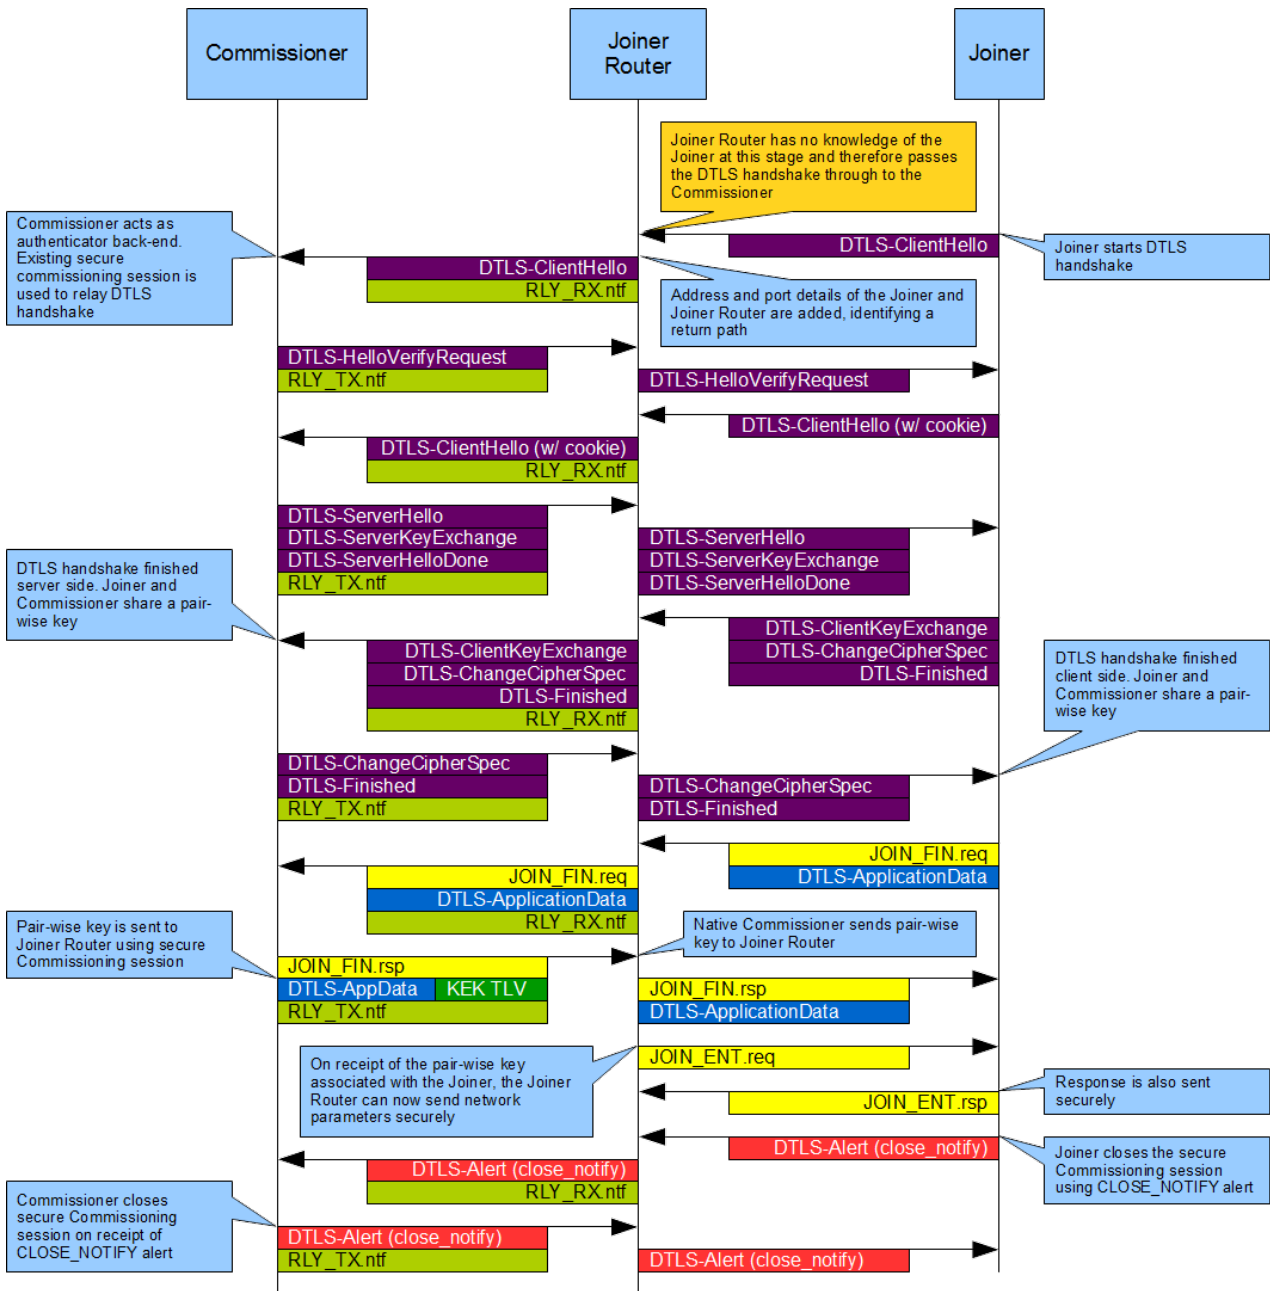 Commissioner
Joiner
Router
Joiner
Joiner Router has no knowledge of the
Joiner at this stage and therefore passes
the DTLS handshake through to the
Commissioner
Commissioner acts as
authenticator back-end.
Existing secure
commissioning session is
used to relay DTLS
handshake
DTLS-ClientHello
Joiner starts DTLS
handshake
DTLS-ClientHello
RLY_RX.ntf
Address and port details of the Joiner and
Joiner Router are added, identifying a
return path
DTLS-HelloVerifyRequest
RLY_TX.ntf
DTLS-HelloVerifyRequest
DTLS-ClientHello (w/ cookie)
DTLS-ClientHello (w/ cookie)
RLY_RX.ntf
DTLS-ServerHello
DTLS-ServerKeyExchange
DTLS-ServerHelloDone
RLY_TX.ntf
DTLS-ServerHello
DTLS-ServerKeyExchange
DTLS-ServerHelloDone
DTLS handshake finished
server side. Joiner and
Commissioner share a pair-
wise key
DTLS-ClientKeyExchange
DTLS-ChangeCipherSpec
DTLS-Finished
DTLS-ClientKeyExchange
DTLS-ChangeCipherSpec
DTLS-Finished
RLY_RX.ntf
DTLS handshake finished
client side. Joiner and
Commissioner share a pair-
wise key
DTLS-ChangeCipherSpec
DTLS-Finished
RLY_TX.ntf
DTLS-ChangeCipherSpec
DTLS-Finished
JOIN_FIN.req
DTLS-ApplicationData
JOIN_FIN.req
DTLS-ApplicationData
RLY_RX.ntf
Pair-wise key is sent to
Joiner Router using secure
Commissioning session
Native Commissioner sends pair-wise
key to Joiner Router
JOIN_FIN.rsp
DTLS-AppData KEK TLV
RLY_TX.ntf
JOIN_FIN.rsp
DTLS-ApplicationData
On receipt of the pair-wise key
associated with the Joiner, the Joiner
Router can now send network
parameters securely
JOIN_ENT.req
JOIN_ENT.rsp
Response is also sent
securely
DTLS-Alert (close_notify)
Joiner closes the secure
Commissioning session
using CLOSE_NOTIFY alert
DTLS-Alert (close_notify)
RLY_RX.ntf
Commissioner closes
secure Commissioning
session on receipt of
CLOSE_NOTIFY alert
DTLS-Alert (close_notify)
RLY_TX.ntf
DTLS-Alert (close_notify)